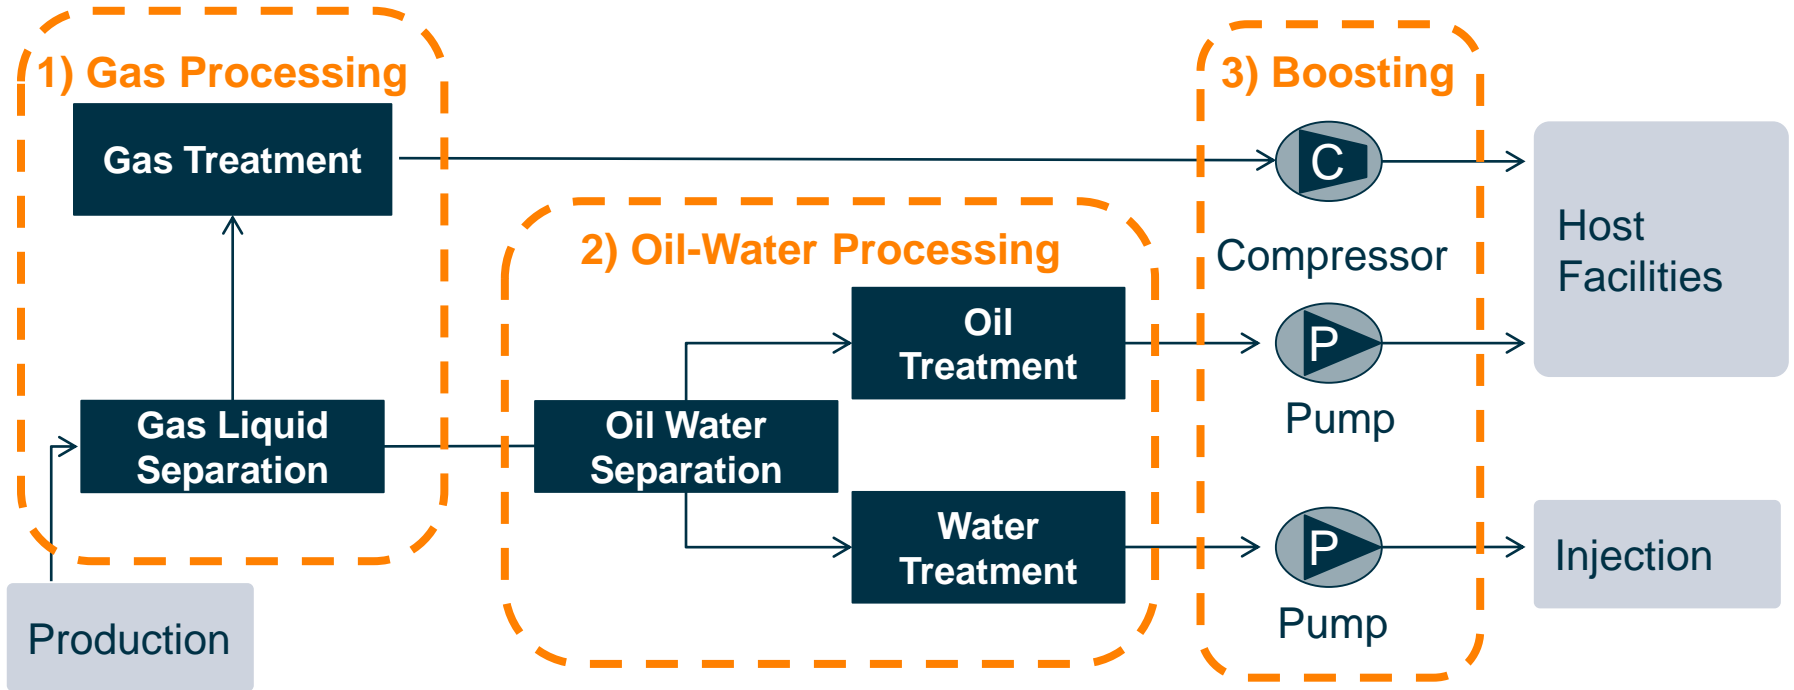 1) Gas Processing
Gas Treatment
Gas Liquid
Separation
Production
2) Oil-Water Processing
Oil Water
Separation
Oil
Treatment
Water
Treatment
3) Boosting
C
Compressor
P
Pump
P
Pump
Host
Facilities
Injection